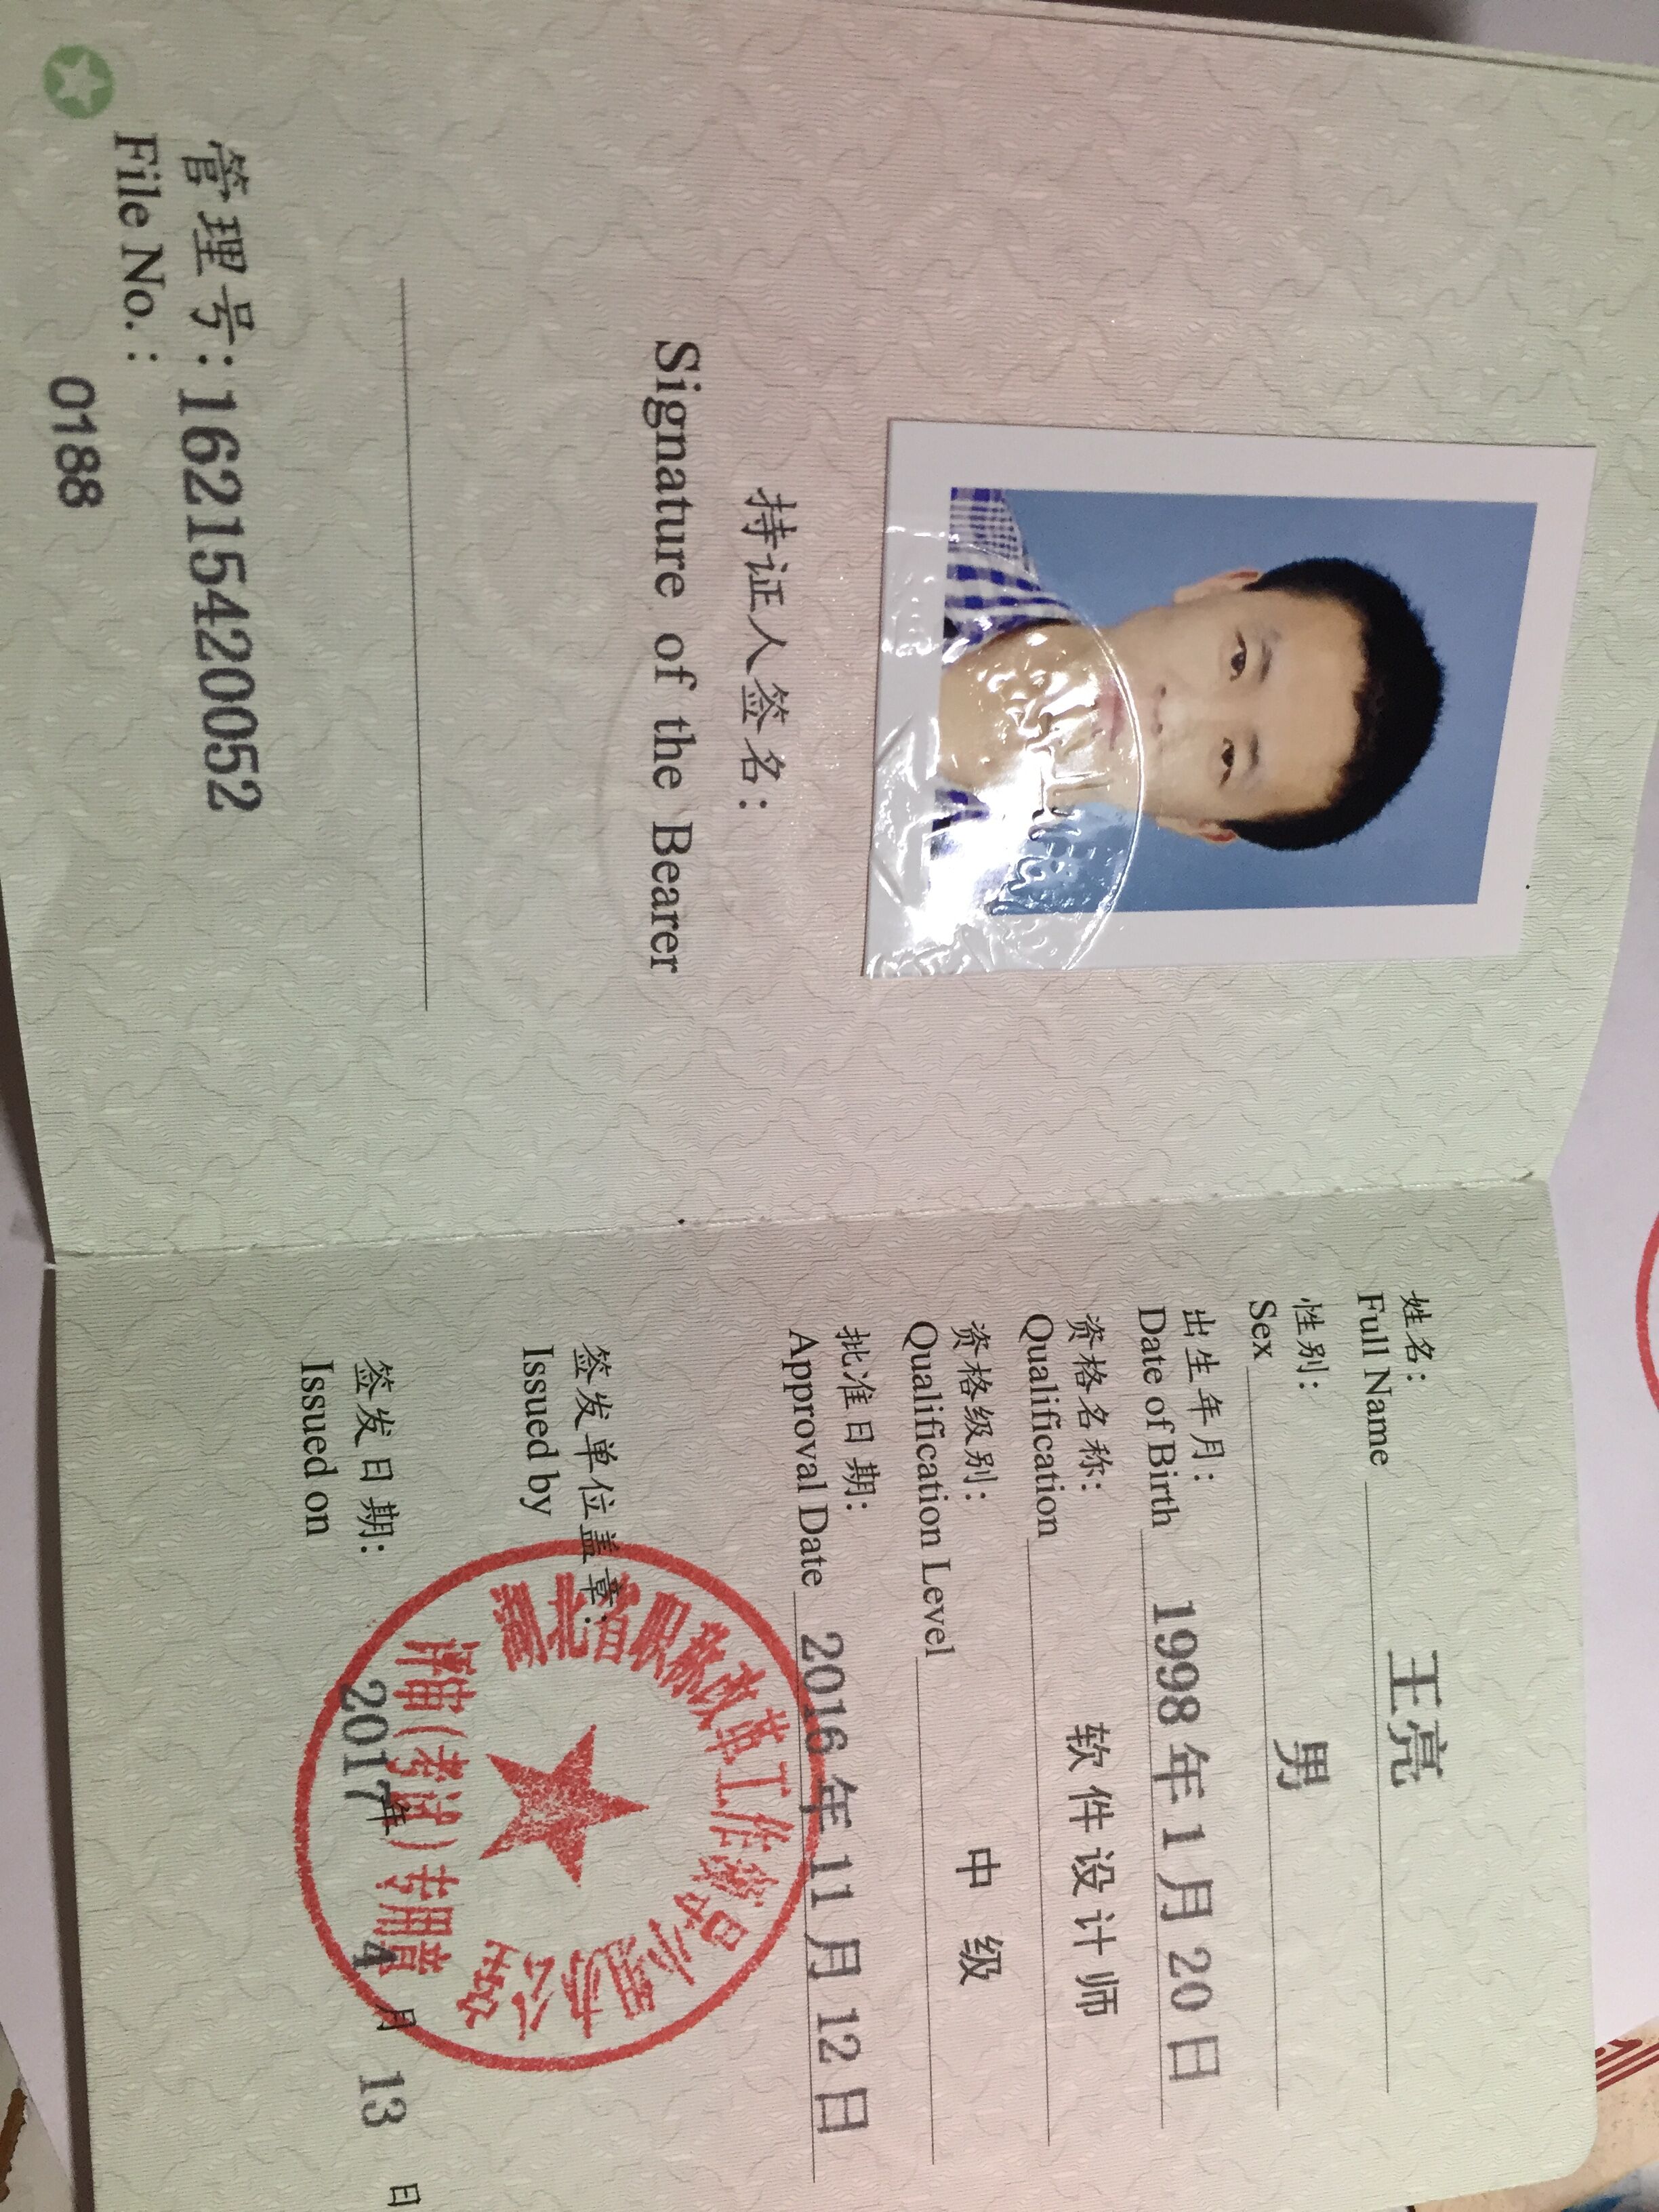 持证人签名:
Signature of the Bearer
管理号: 16215420052
File No. :
0188
姓名: 王亮
Full Name
性别: 男
Sex
出生年月: 1998 年 1 月 20 日
Date of Birth
资格名称: 软件设计师
Qualification
资格级别: 中 级
Qualification Level
批准日期: 2016 年 11 月 12 日
Approval Date
湖北省职称改革工作领导小组办公室
评审(考试)专用章
签发单位盖章:
Issued by
签发日期: 2017 年 4 月 13 日
Issued on